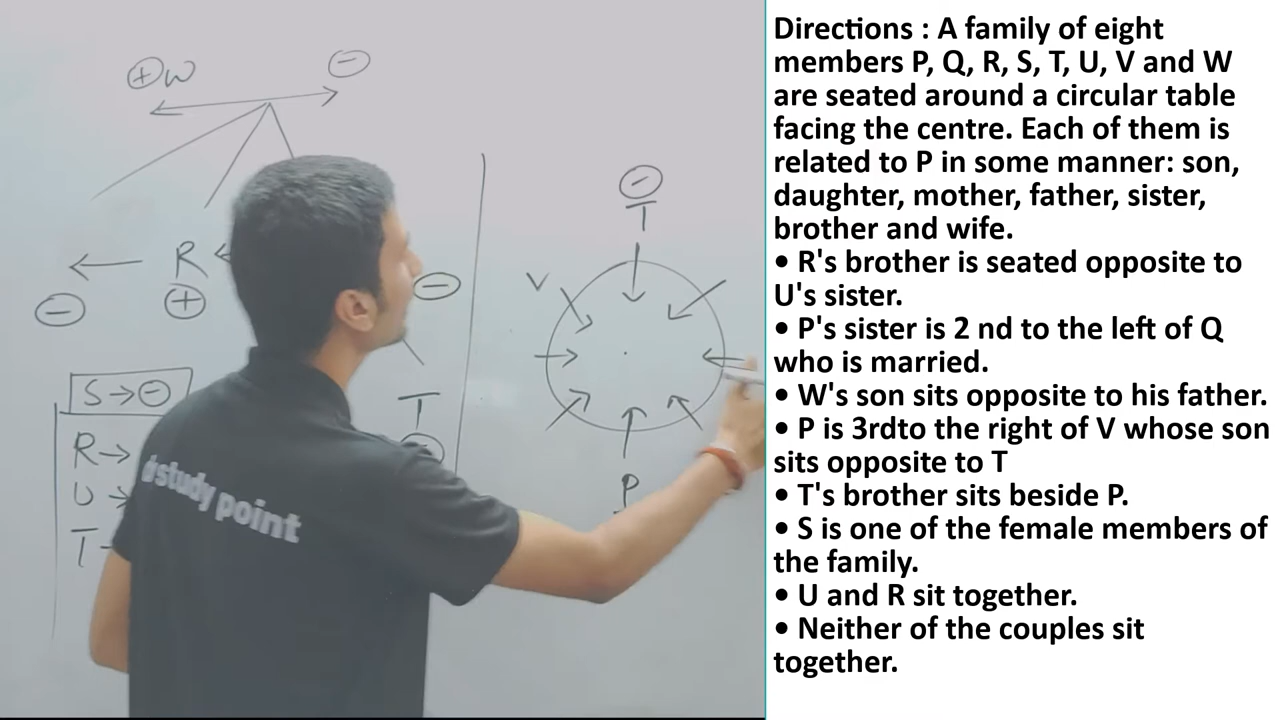 ⊕W
⊖
R
⊖
⊕
⊖
S→⊖
R→
U→
T
T
#study point
⊖
T
V
P
Directions : A family of eight
members P, Q, R, S, T, U, V and W
are seated around a circular table
facing the centre. Each of them is
related to P in some manner: son,
daughter, mother, father, sister,
brother and wife.
• R's brother is seated opposite to
U's sister.
• P's sister is 2 nd to the left of Q
who is married.
• W's son sits opposite to his father.
• P is 3rdto the right of V whose son
sits opposite to T
• T's brother sits beside P.
• S is one of the female members of
the family.
• U and R sit together.
• Neither of the couples sit
together.